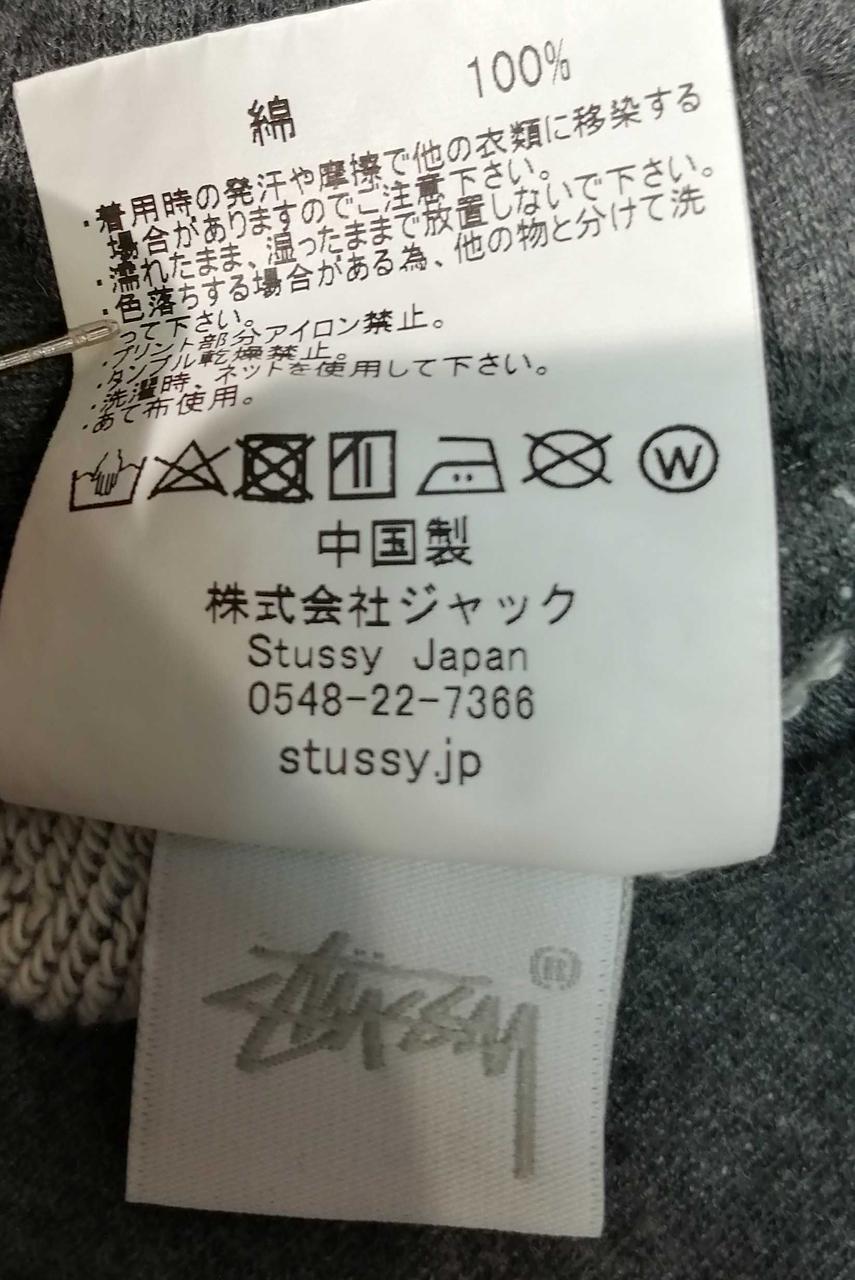 綿 100%
・着用時の発汗や摩擦で他の衣類に移染する
場合がありますのでご注意下さい。
・濡れたまま、湿ったままで放置しないで下さい。
・色落ちする場合がある為、他の物と分けて洗
って下さい。
・プリント部分アイロン禁止。
・タンブル乾燥禁止。
・洗濯時、ネットを使用して下さい。
・あて布使用。
W
中国製
株式会社ジャック
Stussy Japan
0548-22-7366
stussy.jp
Stüssy ®